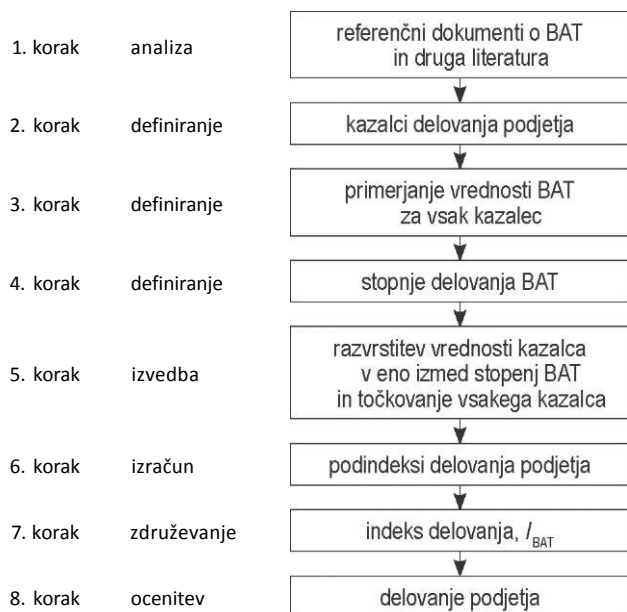 1. korak analiza referenčni dokumenti o BAT
in druga literatura
2. korak definiranje kazalci delovanja podjetja
3. korak definiranje primerjanje vrednosti BAT
za vsak kazalec
4. korak definiranje stopnje delovanja BAT
5. korak izvedba razvrstitev vrednosti kazalca
v eno izmed stopenj BAT
in točkovanje vsakega kazalca
6. korak izračun podindeksi delovanja podjetja
7. korak združevanje indeks delovanja, I_BAT
8. korak ocenitev delovanje podjetja